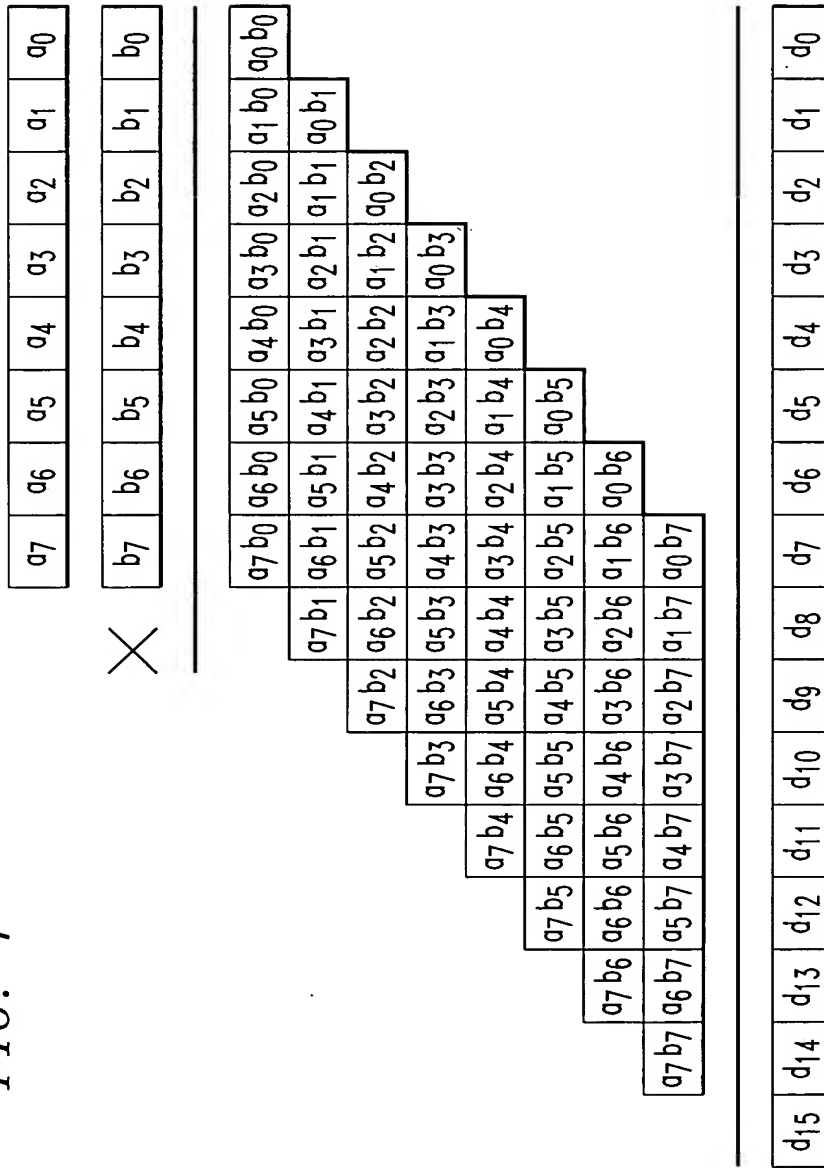 FIG.
a7 a6 a5 a4 a3 a2 a1 a0
× b7 b6 b5 b4 b3 b2 b1 b0
a7b0 a6b0 a5b0 a4b0 a3b0 a2b0 a1b0 a0b0
a7b1 a6b1 a5b1 a4b1 a3b1 a2b1 a1b1 a0b1
a7b2 a6b2 a5b2 a4b2 a3b2 a2b2 a1b2 a0b2
a7b3 a6b3 a5b3 a4b3 a3b3 a2b3 a1b3 a0b3
a7b4 a6b4 a5b4 a4b4 a3b4 a2b4 a1b4 a0b4
a7b5 a6b5 a5b5 a4b5 a3b5 a2b5 a1b5 a0b5
a7b6 a6b6 a5b6 a4b6 a3b6 a2b6 a1b6 a0b6
a7b7 a6b7 a5b7 a4b7 a3b7 a2b7 a1b7 a0b7
d15 d14 d13 d12 d11 d10 d9 d8 d7 d6 d5 d4 d3 d2 d1 d0